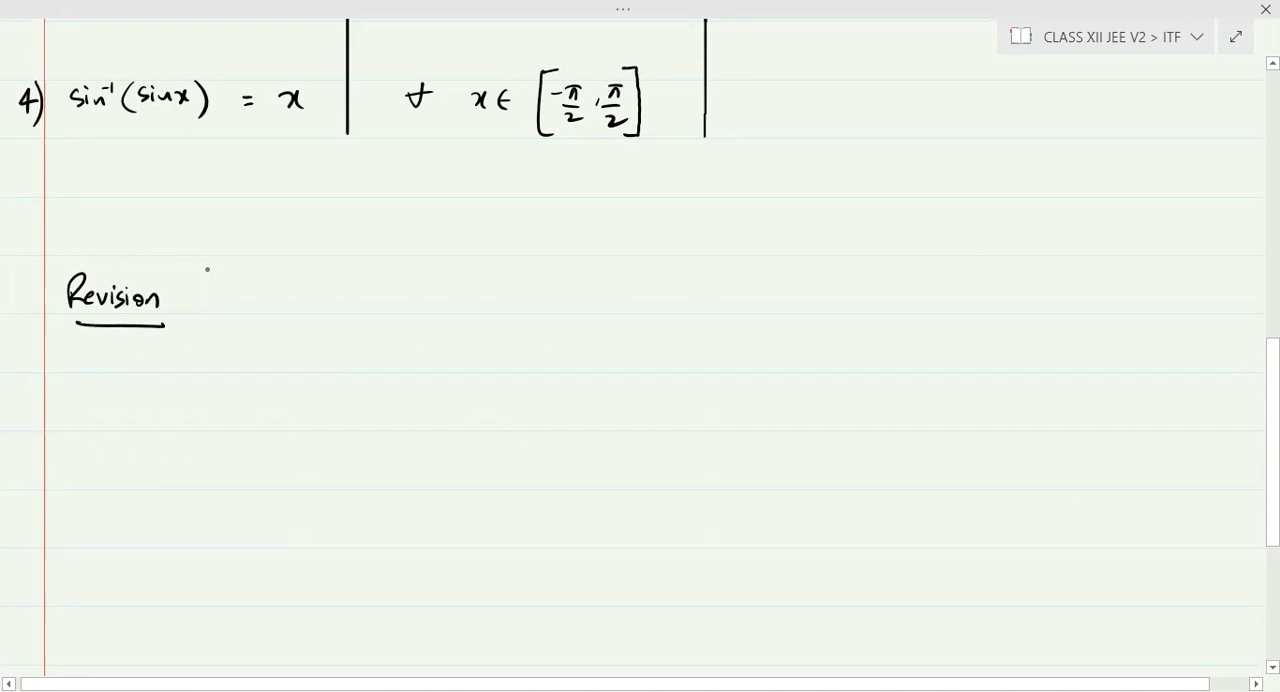 CLASS XII JEE V2 > ITF
4) sin⁻¹(sinx) = x ∀ x ∈ [-π/2, π/2]
Revision